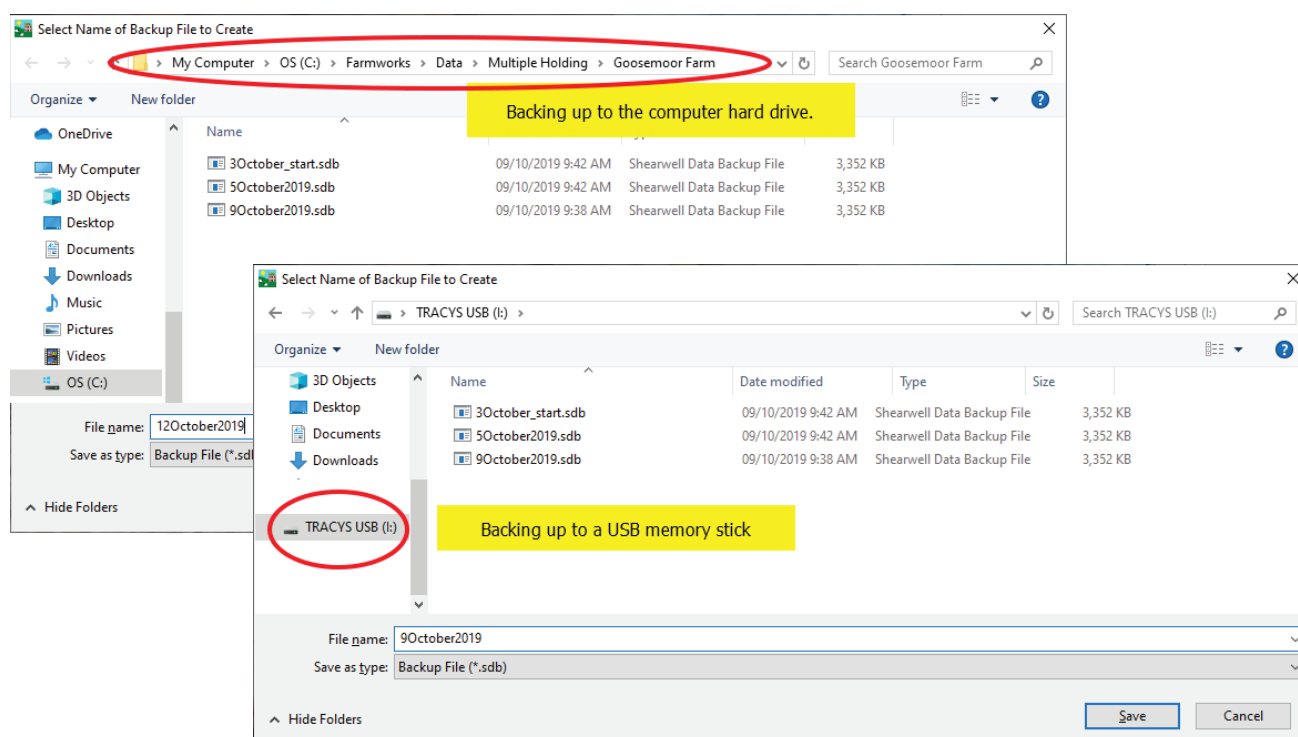 Select Name of Backup File to Create
My Computer > OS (C:) > Farmworks > Data > Multiple Holding > Goosemoor Farm
Search Goosemoor Farm
Organize
New folder
Backing up to the computer hard drive.
OneDrive
My Computer
3D Objects
Desktop
Documents
Downloads
Music
Pictures
Videos
OS (C:)
Name
3October_start.sdb 09/10/2019 9:42 AM Shearwell Data Backup File 3,352 KB
5October2019.sdb 09/10/2019 9:42 AM Shearwell Data Backup File 3,352 KB
9October2019.sdb 09/10/2019 9:38 AM Shearwell Data Backup File 3,352 KB
File name: 12October2019
Save as type: Backup File (*.sdb
Hide Folders
Select Name of Backup File to Create
> TRACYS USB (I:) >
Search TRACYS USB (I:)
Organize
New folder
3D Objects
Desktop
Documents
Downloads
TRACYS USB (I:)
Name Date modified Type Size
3October_start.sdb 09/10/2019 9:42 AM Shearwell Data Backup File 3,352 KB
5October2019.sdb 09/10/2019 9:42 AM Shearwell Data Backup File 3,352 KB
9October2019.sdb 09/10/2019 9:38 AM Shearwell Data Backup File 3,352 KB
Backing up to a USB memory stick
File name: 9October2019
Save as type: Backup File (*.sdb)
Hide Folders
Save
Cancel